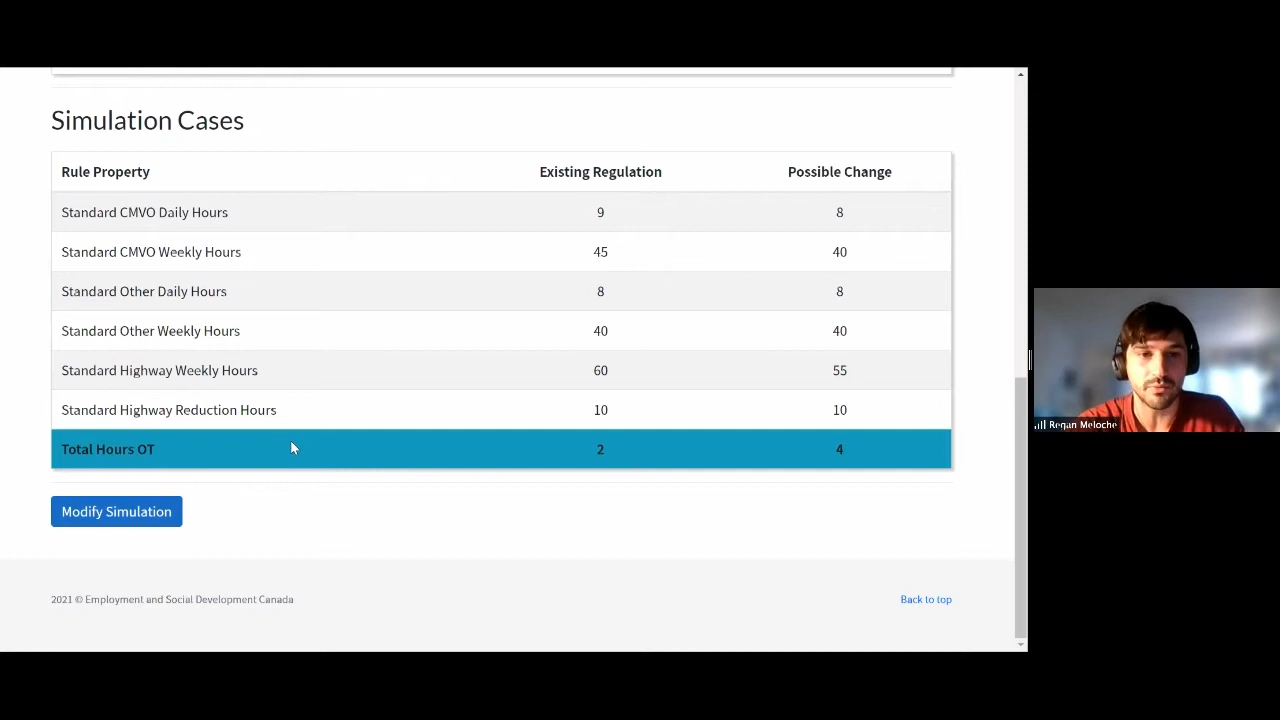 Simulation Cases
Rule Property Existing Regulation Possible Change
Standard CMVO Daily Hours 9 8
Standard CMVO Weekly Hours 45 40
Standard Other Daily Hours 8 8
Standard Other Weekly Hours 40 40
Standard Highway Weekly Hours 60 55
Standard Highway Reduction Hours 10 10
Total Hours OT 2 4
Regan Meloche
Modify Simulation
2021 © Employment and Social Development Canada Back to top